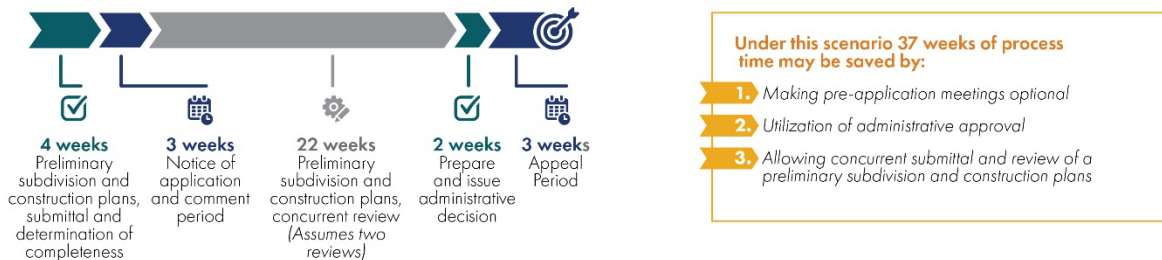 4 weeks
Preliminary
subdivision and
construction plans,
submittal and
determination of
completeness
3 weeks
Notice of
application
and comment
period
22 weeks
Preliminary
subdivision and
construction plans,
concurrent review
(Assumes two
reviews)
2 weeks
Prepare
and issue
administrative
decision
3 weeks
Appeal
Period
Under this scenario 37 weeks of process
time may be saved by:
1. Making pre-application meetings optional
2. Utilization of administrative approval
3. Allowing concurrent submittal and review of a
preliminary subdivision and construction plans